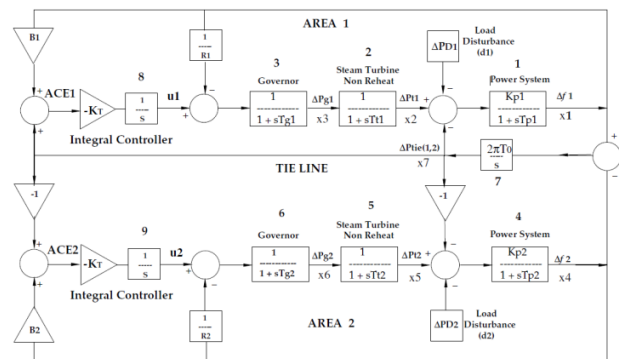 AREA 1
B1
1
R1
ΔPD1
Load
Disturbance
(d1)
8
3
2
1
Governor
Steam Turbine
Non Reheat
Power System
ACE1
-KT
1
S
u1
1
1 + sTg1
ΔPg1
x3
1
1 + sTt1
ΔPt1
x2
Kp1
1 + sTp1
Δf 1
x1
Integral Controller
TIE LINE
ΔPtie(1,2)
x7
2πT0
s
7
-1
-1
9
6
5
4
Governor
Steam Turbine
Non Reheat
Power System
ACE2
-KT
1
S
u2
1
1 + sTg2
ΔPg2
x6
1
1 + sTt2
ΔPt2
x5
Kp2
1 + sTp2
Δf 2
x4
Integral Controller
B2
1
R2
AREA 2
ΔPD2
Load
Disturbance
(d2)